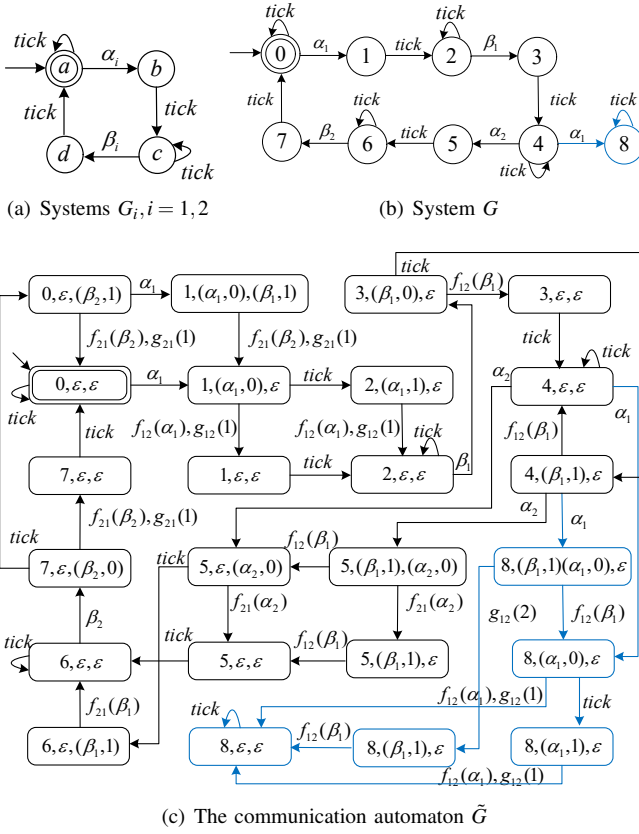 tick
a
α_i
b
tick
tick
d
β_i
c
tick
(a) Systems G_i, i = 1,2
tick
tick
0
α_1
1
tick
2
β_1
3
tick
tick
tick
tick
7
β_2
6
tick
5
α_2
4
α_1
8
tick
(b) System G
0,ε,(β_2,1)
α_1
1,(α_1,0),(β_1,1)
tick
3,(β_1,0),ε
f_12(β_1)
3,ε,ε
f_21(β_2),g_21(1)
f_21(β_2),g_21(1)
tick
tick
0,ε,ε
α_1
1,(α_1,0),ε
tick
2,(α_1,1),ε
α_2
4,ε,ε
tick
tick
f_12(α_1),g_12(1)
f_12(α_1),g_12(1)
tick
f_12(β_1)
α_1
7,ε,ε
1,ε,ε
tick
2,ε,ε
β_1
4,(β_1,1),ε
f_21(β_2),g_21(1)
α_2
α_1
tick
7,ε,(β_2,0)
tick
5,ε,(α_2,0)
f_12(β_1)
5,(β_1,1),(α_2,0)
8,(β_1,1)(α_1,0),ε
β_2
f_21(α_2)
f_21(α_2)
g_12(2)
f_12(β_1)
tick
6,ε,ε
tick
5,ε,ε
f_12(β_1)
5,(β_1,1),ε
8,(α_1,0),ε
f_21(β_1)
f_12(α_1),g_12(1)
tick
tick
6,ε,(β_1,1)
8,ε,ε
f_12(β_1)
8,(β_1,1),ε
8,(α_1,1),ε
f_12(α_1),g_12(1)
(c) The communication automaton G̃